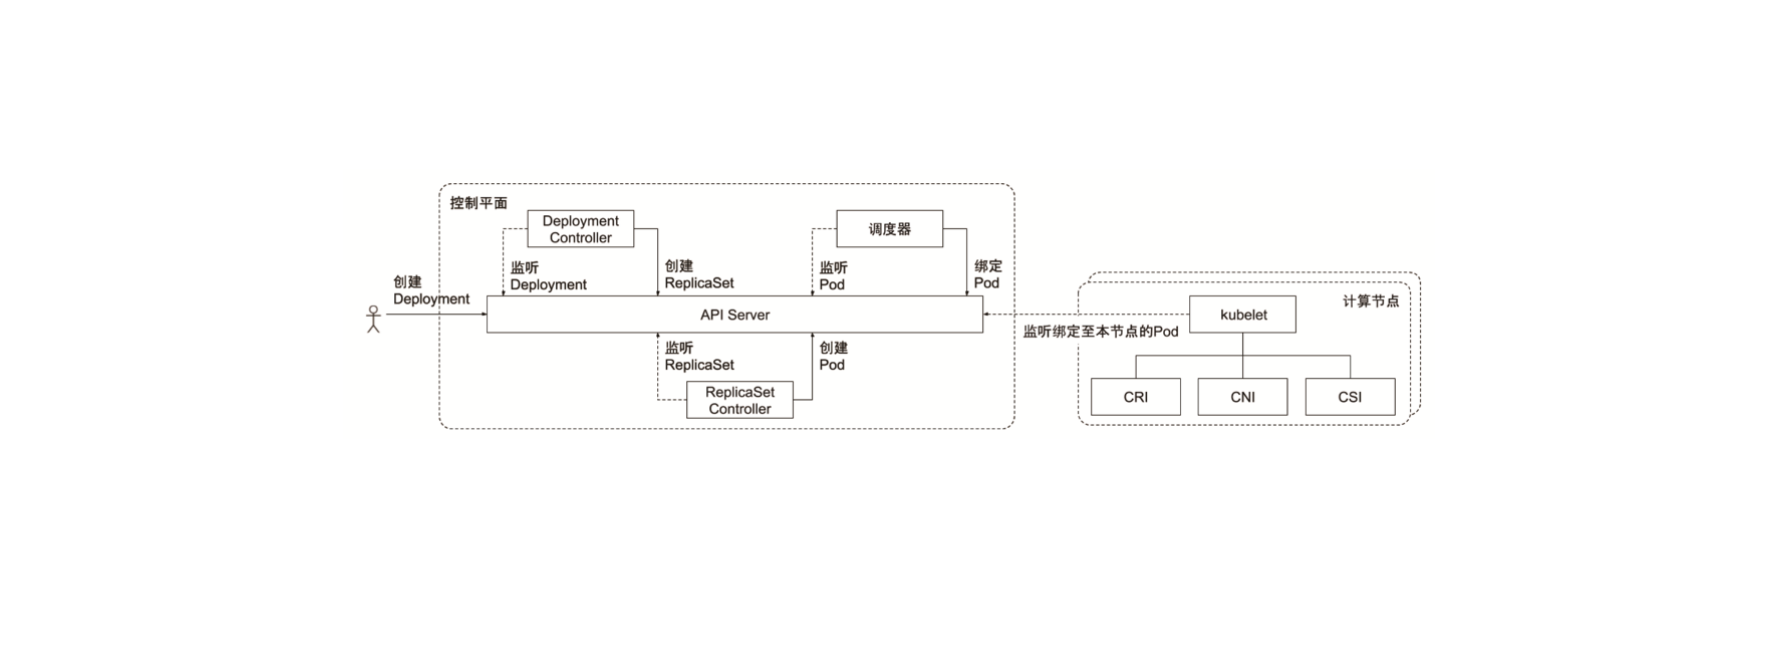 控制平面
Deployment
Controller
调度器
监听
Deployment
创建
ReplicaSet
监听
Pod
绑定
Pod
创建
Deployment
API Server
计算节点
kubelet
监听绑定至本节点的Pod
监听
ReplicaSet
创建
Pod
ReplicaSet
Controller
CRI
CNI
CSI